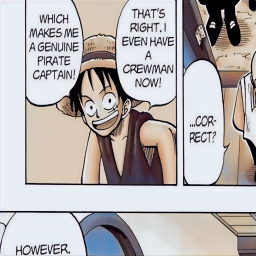 ...COR-
RECT?
THAT'S
RIGHT, I
EVEN HAVE
A CREWMAN
NOW!
WHICH
MAKES ME
A GENUINE
PIRATE
CAPTAIN!
HOWEVER,